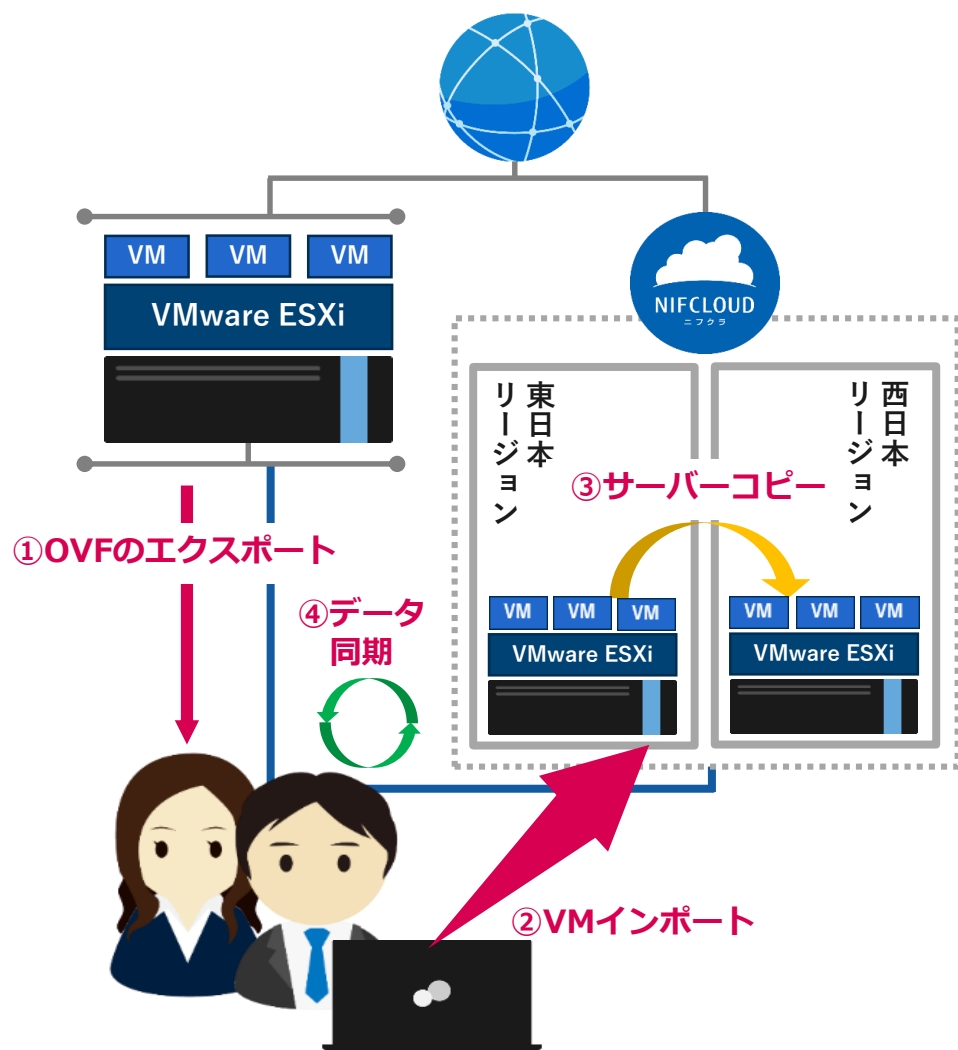 VM VM VM
VMware ESXi
NIFCLOUD
ニフクラ
東日本
リージョン
西日本
リージョン
③サーバーコピー
①OVFのエクスポート
④データ
同期
VM VM VM
VMware ESXi
VM VM VM
VMware ESXi
②VMインポート